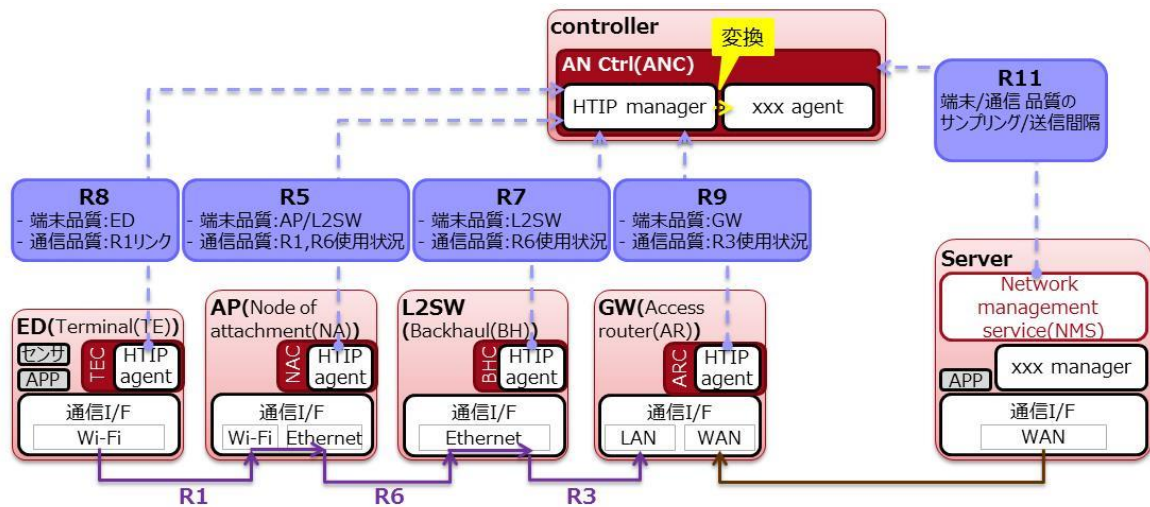 controller
変換
AN Ctrl(ANC)
HTIP manager
xxx agent
R11
端末/通信 品質の
サンプリング/送信間隔
R8
- 端末品質:ED
- 通信品質:R1リンク
R5
- 端末品質:AP/L2SW
- 通信品質:R1,R6使用状況
R7
- 端末品質:L2SW
- 通信品質:R6使用状況
R9
- 端末品質:GW
- 通信品質:R3使用状況
ED(Terminal(TE))
センサ
APP
TEC
HTIP
agent
通信I/F
Wi-Fi
AP(Node of
attachment(NA))
NAC
HTIP
agent
通信I/F
Wi-Fi
Ethernet
L2SW
(Backhaul(BH))
BHC
HTIP
agent
通信I/F
Ethernet
GW(Access
router(AR))
ARC
HTIP
agent
通信I/F
LAN
WAN
Server
Network
management
service(NMS)
APP
xxx manager
通信I/F
WAN
R1
R6
R3